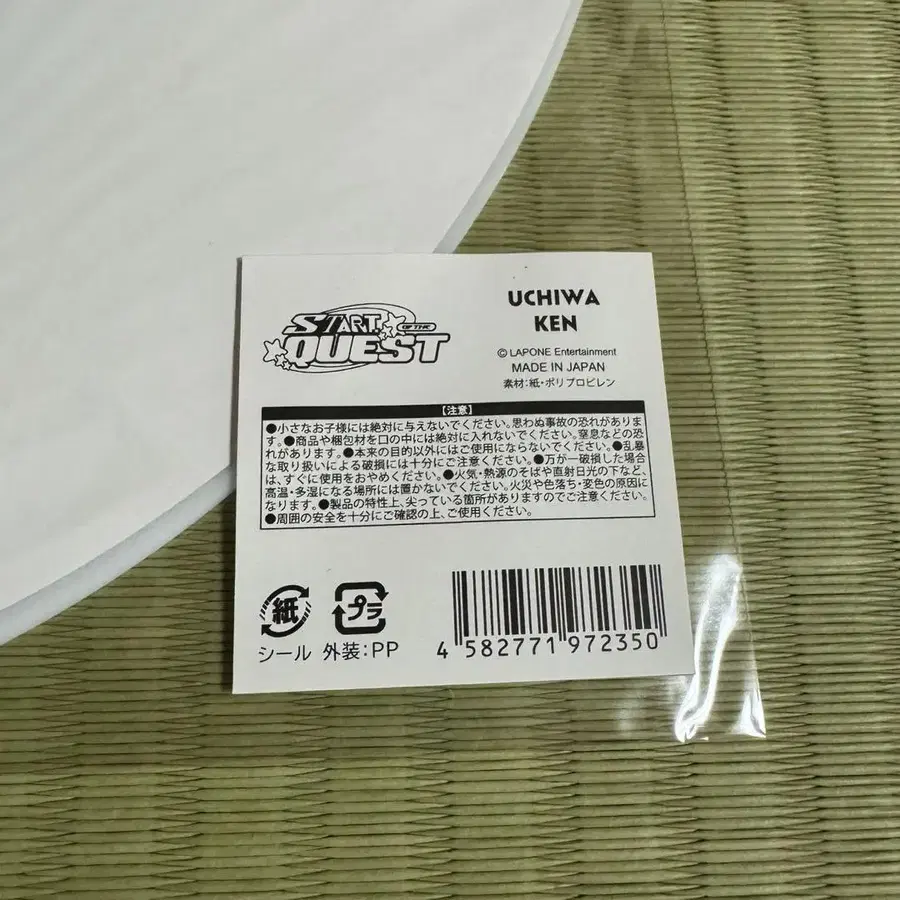 START OF THE
QUEST
UCHIWA
KEN
© LAPONE Entertainment
MADE IN JAPAN
素材:紙・ポリプロピレン
【注意】
●小さなお子様には絶対に与えないでください。思わぬ事故の恐れがありま
す。●商品や梱包材を口の中には絶対に入れないでください。窒息などの恐
れがあります。●本来の目的以外にはご使用にならないでください。●乱暴
な取り扱いによる破損には十分にご注意ください。●万が一破損した場合
は、すぐに使用をおやめください。●火気・熱源のそばや直射日光の下など、
高温・多湿になる場所には置かないでください。火災や色落ち・変色の原因に
なります。●製品の特性上、尖っている箇所がありますのでご注意ください。
●周囲の安全を十分にご確認の上、ご使用ください。
紙
プラ
シール 外装:PP
4 582771 972350